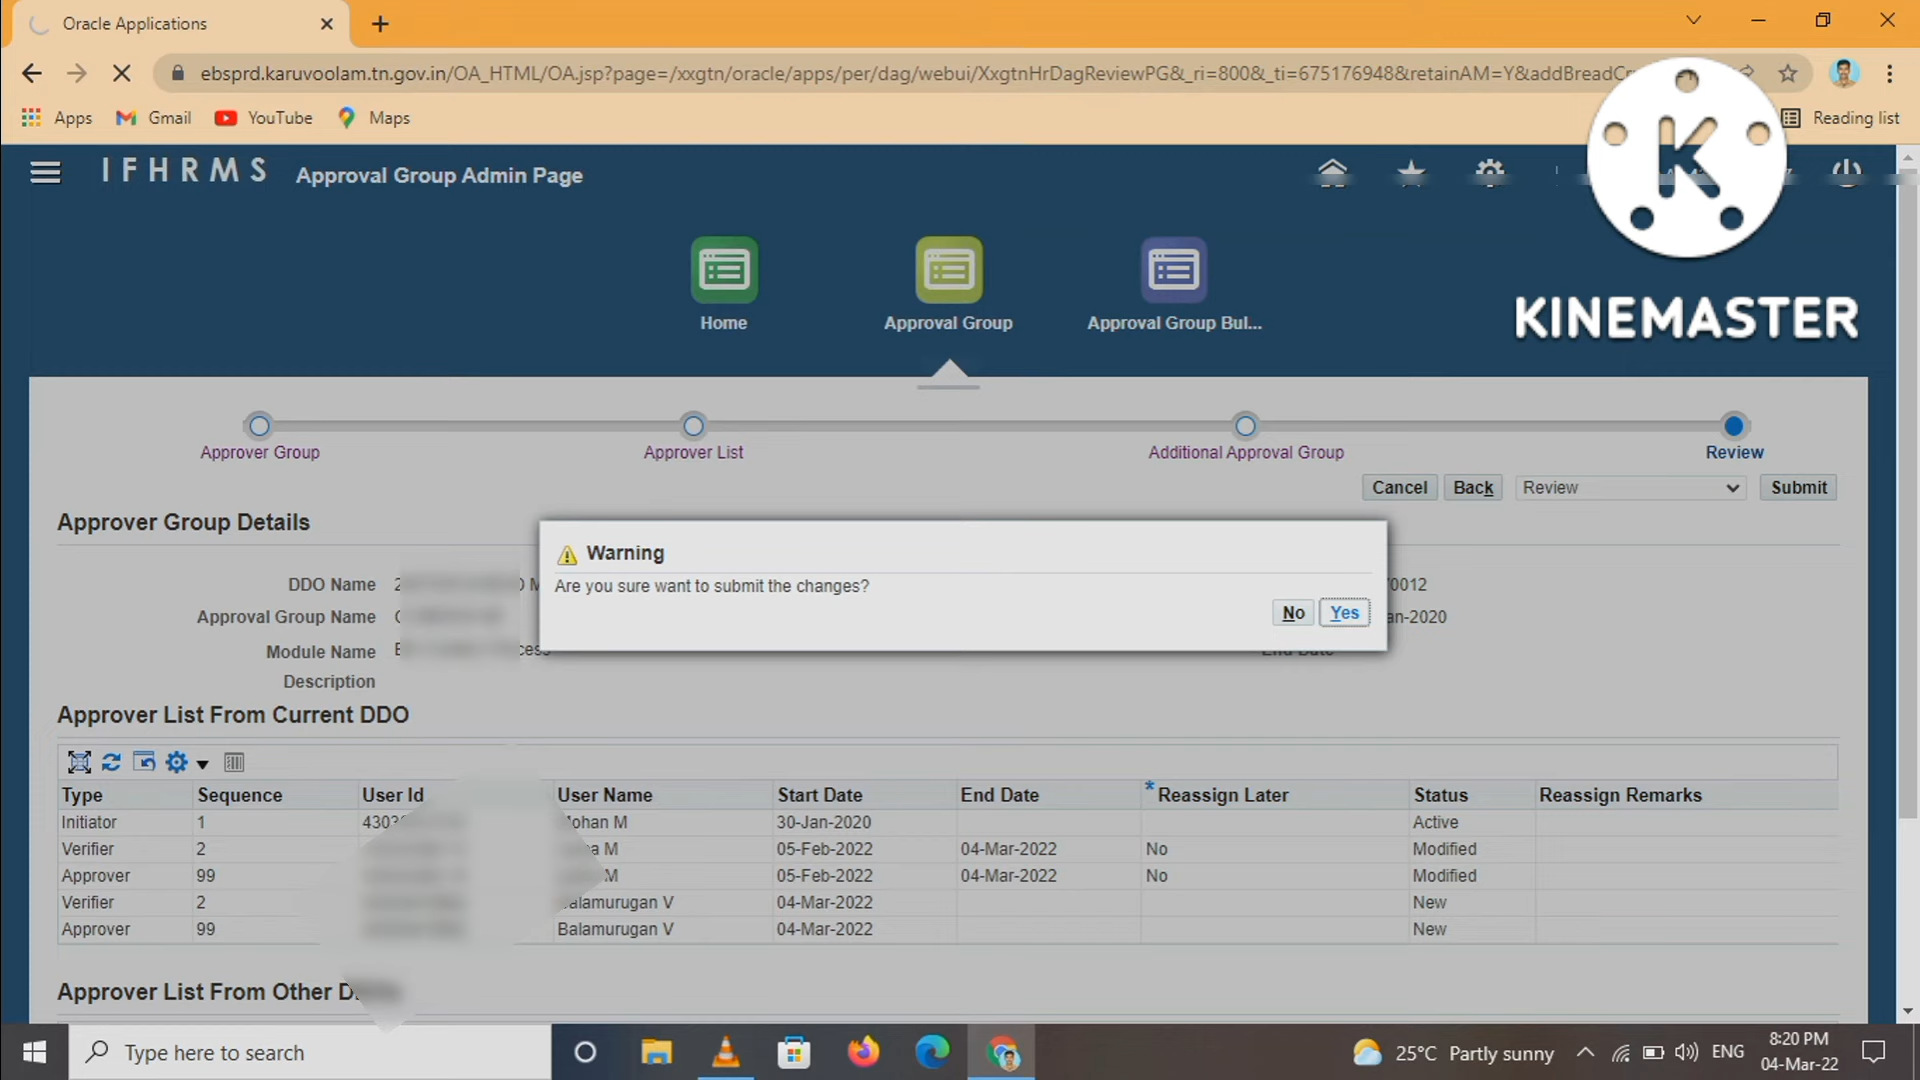 Oracle Applications
ebsprd.karuvoolam.tn.gov.in/OA_HTML/OA.jsp?page=/xxgtn/oracle/apps/per/dag/webui/XxgtnHrDagReviewPG&_ri=800&_ti=675176948&retainAM=Y&addBreadC
Apps Gmail YouTube Maps Reading list
IFHRMS Approval Group Admin Page
Home Approval Group Approval Group Bul...
KINEMASTER
Approver Group Approver List Additional Approval Group Review
Cancel Back Review Submit
Approver Group Details
Warning
Are you sure want to submit the changes?
No Yes
DDO Name
Approval Group Name
Module Name
End Date
Description
Approver List From Current DDO
Type Sequence User Id User Name Start Date End Date * Reassign Later Status Reassign Remarks
Initiator 1 Mohan M 30-Jan-2020 Active
Verifier 2 M 05-Feb-2022 04-Mar-2022 No Modified
Approver 99 M 05-Feb-2022 04-Mar-2022 No Modified
Verifier 2 Balamurugan V 04-Mar-2022 New
Approver 99 Balamurugan V 04-Mar-2022 New
Approver List From Other
Type here to search
25°C Partly sunny ENG 8:20 PM
04-Mar-22